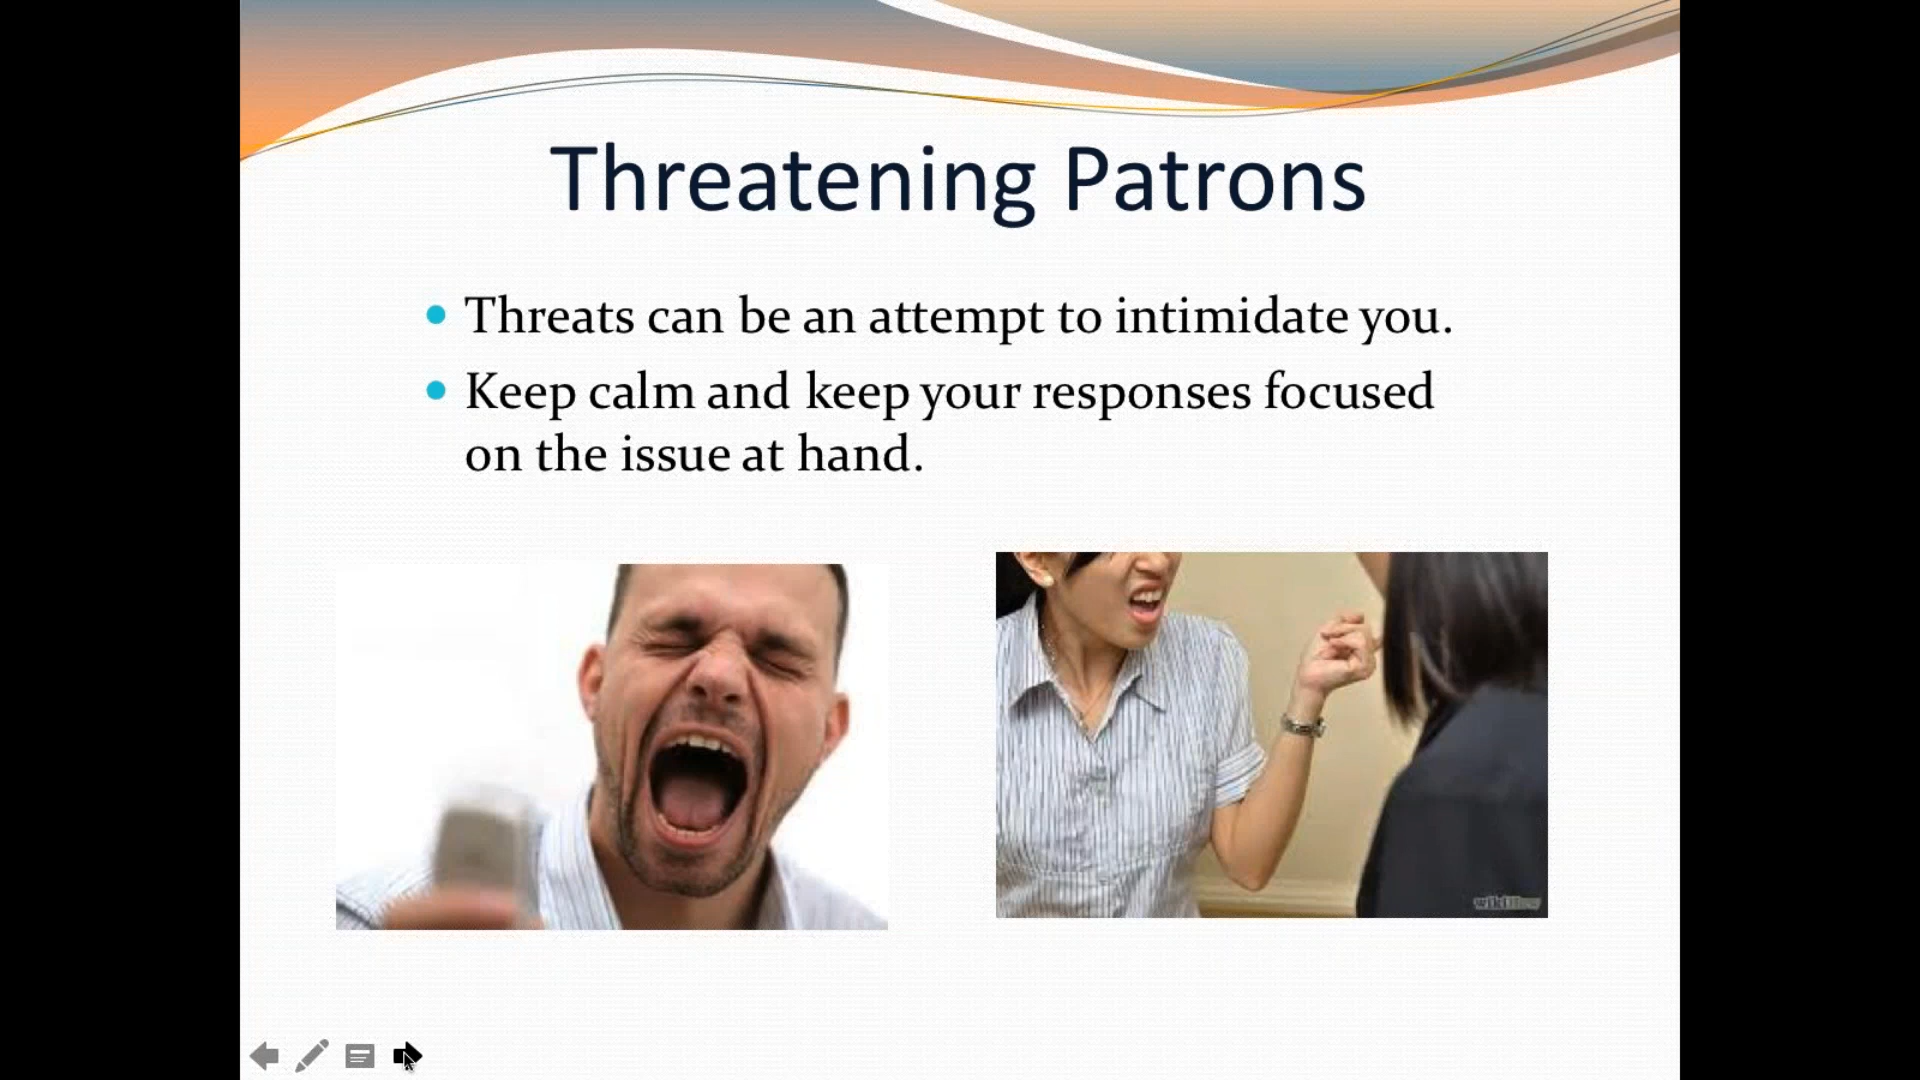 Threatening Patrons
Threats can be an attempt to intimidate you.
Keep calm and keep your responses focused
on the issue at hand.
wikiHow